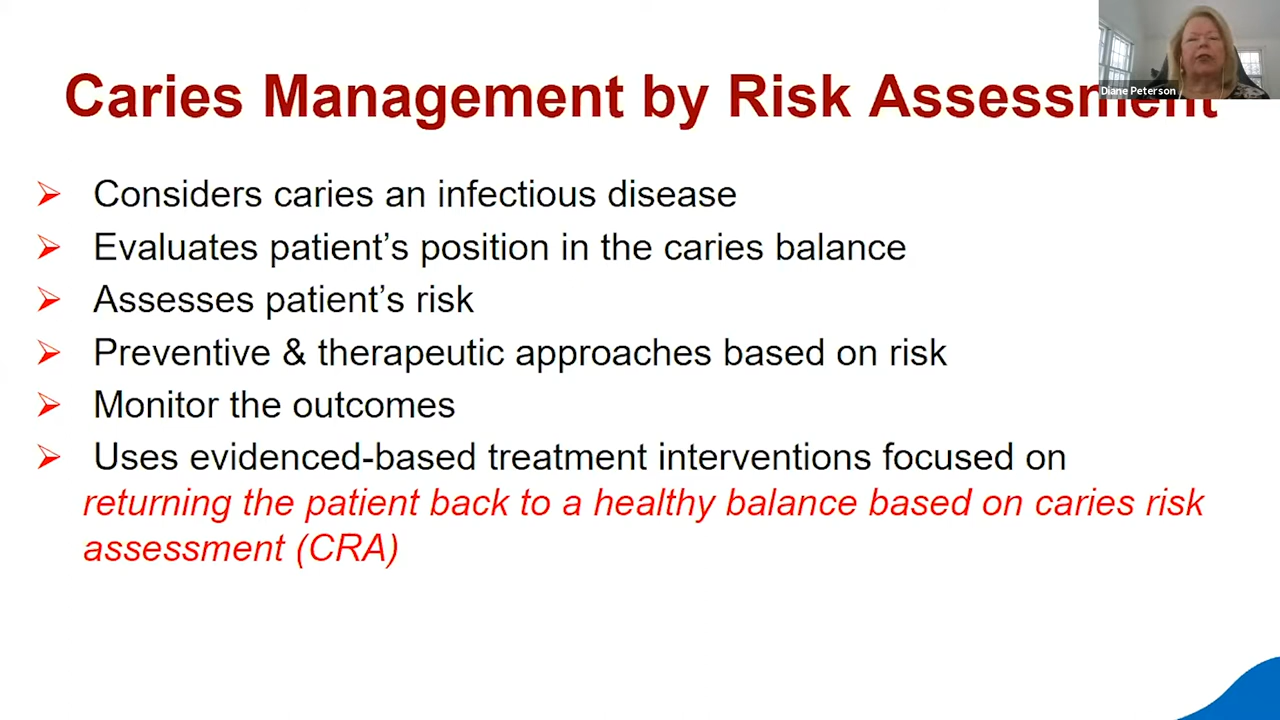 Caries Management by Risk Assessment
Diane Peterson
Considers caries an infectious disease
Evaluates patient’s position in the caries balance
Assesses patient’s risk
Preventive & therapeutic approaches based on risk
Monitor the outcomes
Uses evidenced-based treatment interventions focused on
returning the patient back to a healthy balance based on caries risk
assessment (CRA)